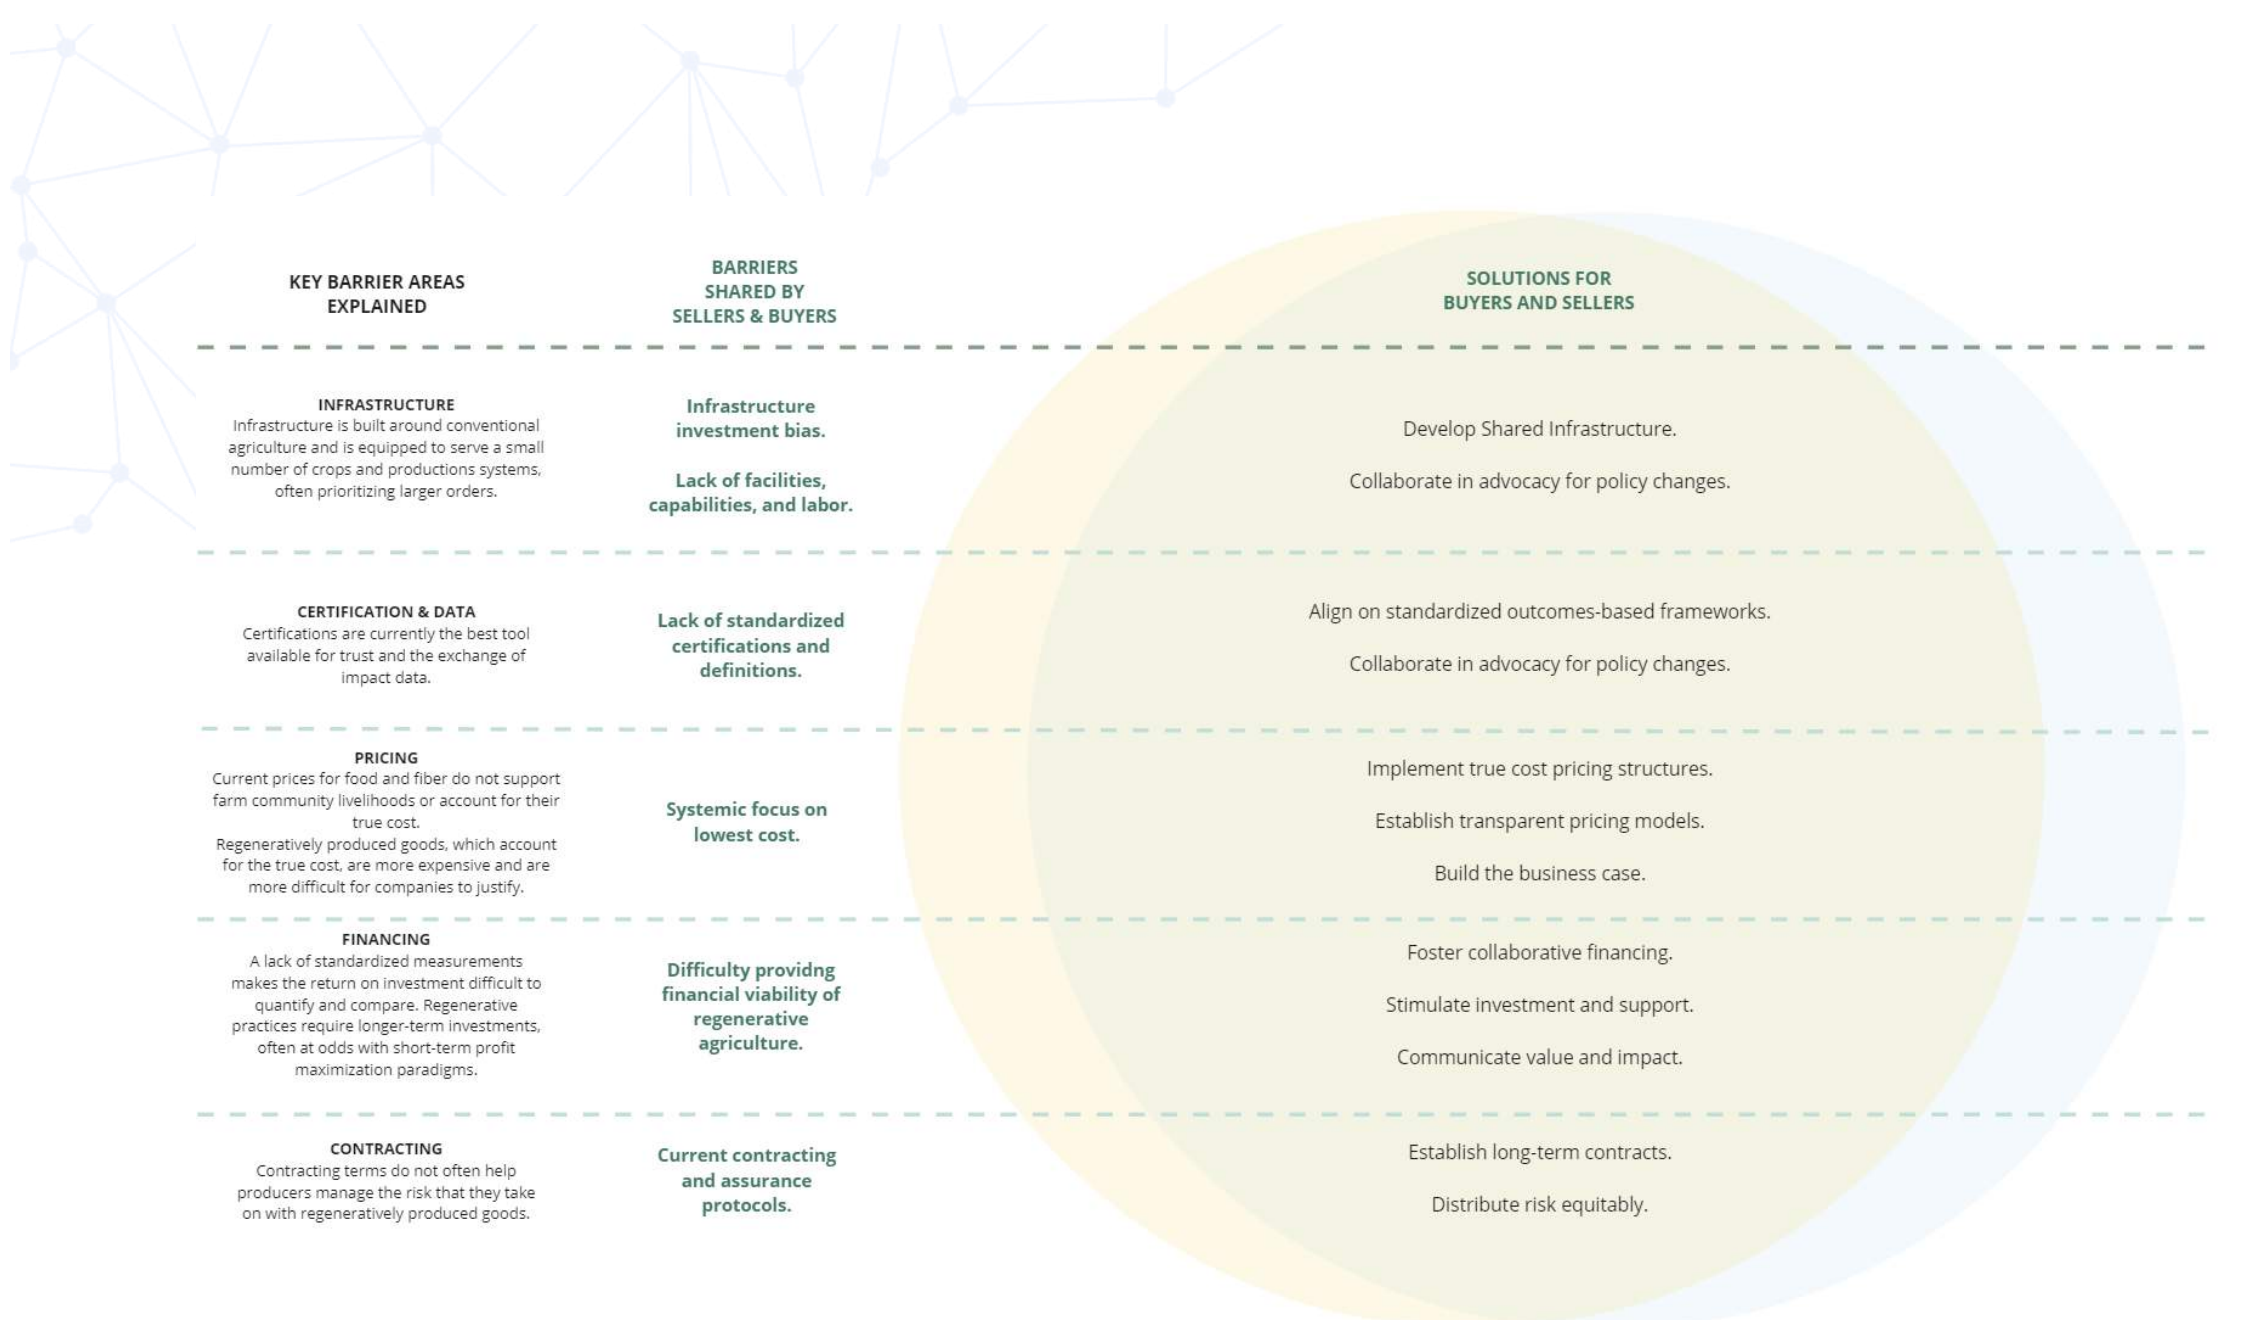 KEY BARRIER AREAS
EXPLAINED
BARRIERS
SHARED BY
SELLERS & BUYERS
SOLUTIONS FOR
BUYERS AND SELLERS
INFRASTRUCTURE
Infrastructure is built around conventional
agriculture and is equipped to serve a small
number of crops and productions systems,
often prioritizing larger orders.
Infrastructure
investment bias.
Lack of facilities,
capabilities, and labor.
Develop Shared Infrastructure.
Collaborate in advocacy for policy changes.
CERTIFICATION & DATA
Certifications are currently the best tool
available for trust and the exchange of
impact data.
Lack of standardized
certifications and
definitions.
Align on standardized outcomes-based frameworks.
Collaborate in advocacy for policy changes.
PRICING
Current prices for food and fiber do not support
farm community livelihoods or account for their
true cost.
Regeneratively produced goods, which account
for the true cost, are more expensive and are
more difficult for companies to justify.
Systemic focus on
lowest cost.
Implement true cost pricing structures.
Establish transparent pricing models.
Build the business case.
FINANCING
A lack of standardized measurements
makes the return on investment difficult to
quantify and compare. Regenerative
practices require longer-term investments,
often at odds with short-term profit
maximization paradigms.
Difficulty providng
financial viability of
regenerative
agriculture.
Foster collaborative financing.
Stimulate investment and support.
Communicate value and impact.
CONTRACTING
Contracting terms do not often help
producers manage the risk that they take
on with regeneratively produced goods.
Current contracting
and assurance
protocols.
Establish long-term contracts.
Distribute risk equitably.